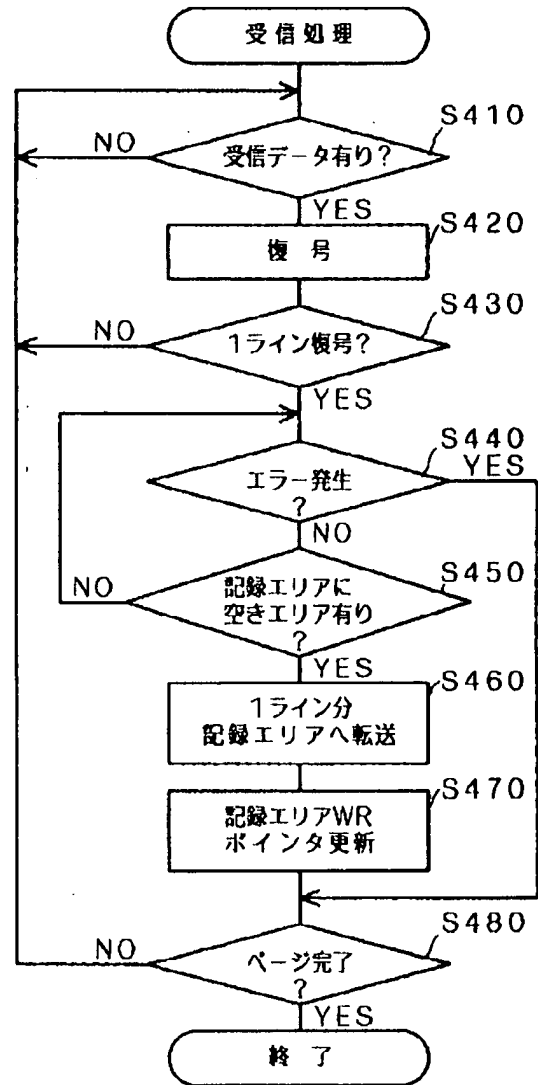 受信処理
S410
NO
受信データ有り?
YES
S420
復号
S430
NO
1ライン復号?
YES
S440
YES
エラー発生
?
NO
S450
NO
記録エリアに
空きエリア有り
?
YES
S460
1ライン分
記録エリアへ転送
S470
記録エリアWR
ポインタ更新
S480
NO
ページ完了
?
YES
終了